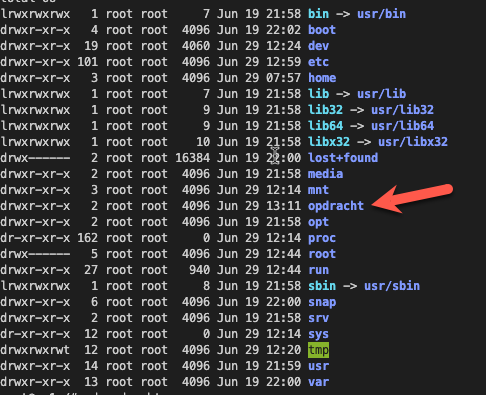 lrwxrwxrwx   1 root root     7 Jun 19 21:58 bin -> usr/bin
drwxr-xr-x   4 root root  4096 Jun 19 22:02 boot
drwxr-xr-x  19 root root  4060 Jun 29 12:24 dev
drwxr-xr-x 101 root root  4096 Jun 29 12:59 etc
drwxr-xr-x   3 root root  4096 Jun 29 07:57 home
lrwxrwxrwx   1 root root     7 Jun 19 21:58 lib -> usr/lib
lrwxrwxrwx   1 root root     9 Jun 19 21:58 lib32 -> usr/lib32
lrwxrwxrwx   1 root root     9 Jun 19 21:58 lib64 -> usr/lib64
lrwxrwxrwx   1 root root    10 Jun 19 21:58 libx32 -> usr/libx32
drwx------   2 root root 16384 Jun 19 22:00 lost+found
drwxr-xr-x   2 root root  4096 Jun 19 21:58 media
drwxr-xr-x   3 root root  4096 Jun 29 12:14 mnt
drwxr-xr-x   2 root root  4096 Jun 29 13:11 opdracht
drwxr-xr-x   2 root root  4096 Jun 19 21:58 opt
dr-xr-xr-x 162 root root     0 Jun 29 12:14 proc
drwx------   5 root root  4096 Jun 29 12:44 root
drwxr-xr-x  27 root root   940 Jun 29 12:44 run
lrwxrwxrwx   1 root root     8 Jun 19 21:58 sbin -> usr/sbin
drwxr-xr-x   6 root root  4096 Jun 19 22:00 snap
drwxr-xr-x   2 root root  4096 Jun 19 21:58 srv
dr-xr-xr-x  12 root root     0 Jun 29 12:14 sys
drwxrwxrwt  12 root root  4096 Jun 29 12:20 tmp
drwxr-xr-x  14 root root  4096 Jun 19 21:59 usr
drwxr-xr-x  13 root root  4096 Jun 19 22:00 var